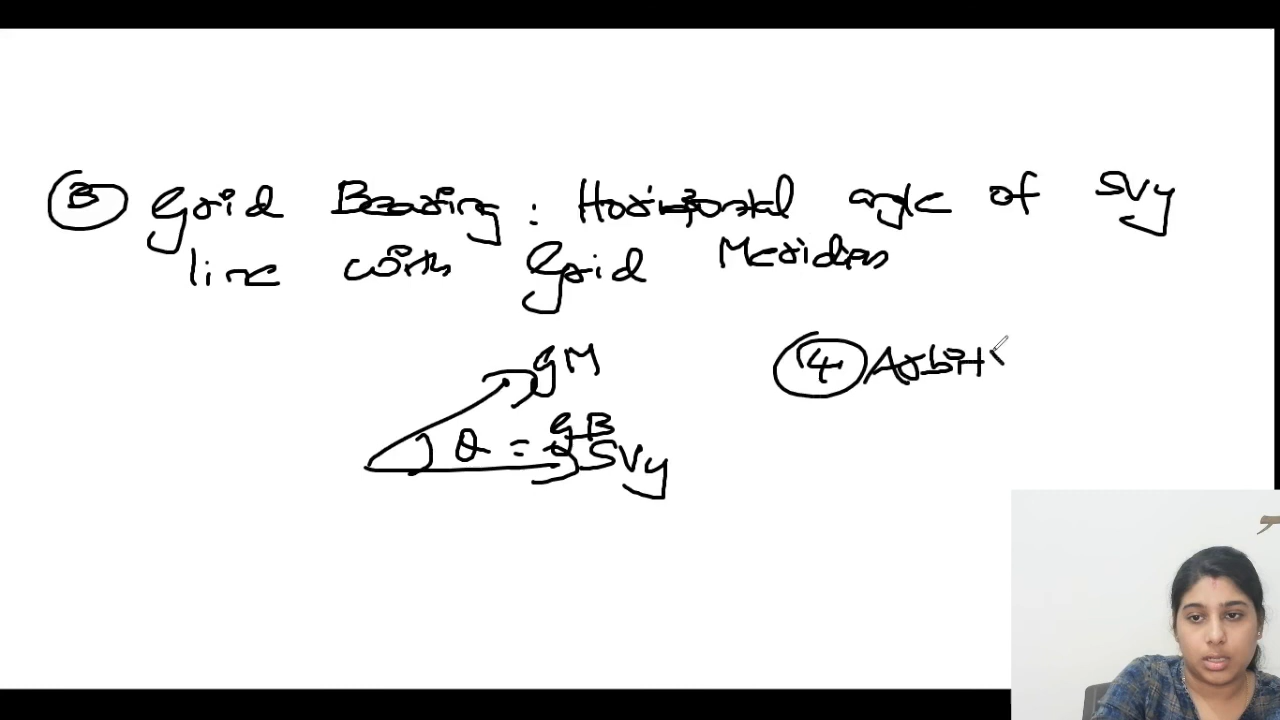 3 Grid Bearing : Horizontal angle of Svy
line with Grid Meridian
GM
θ = GB
Svy
4 Arbit